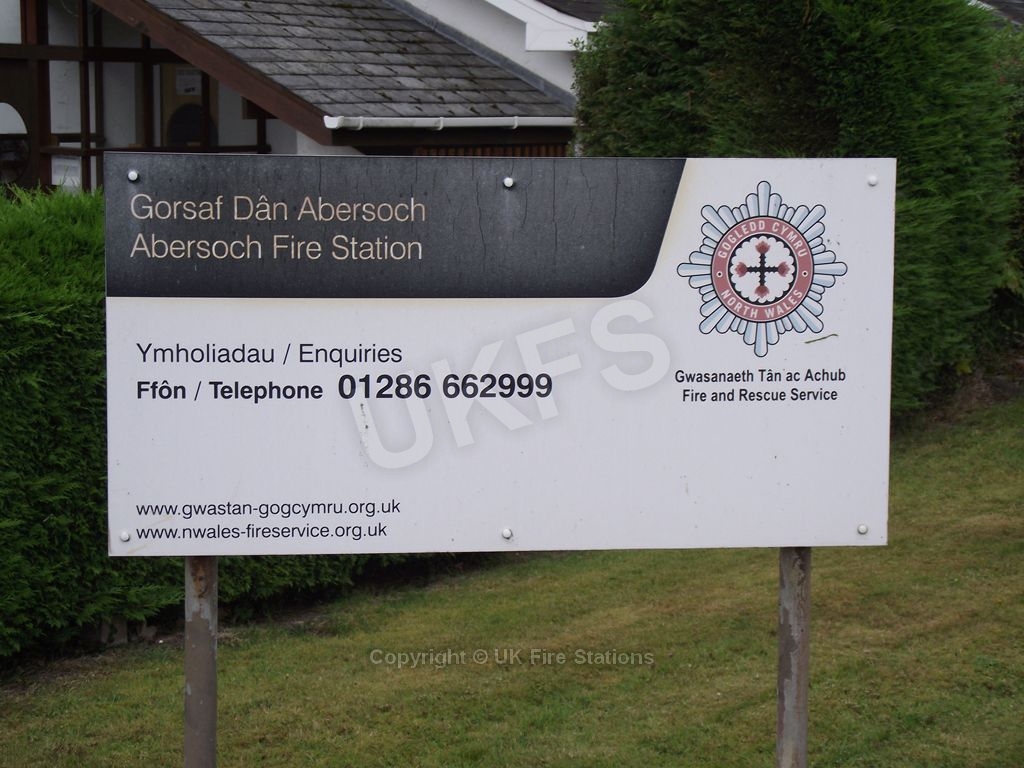 Gorsaf Dân Abersoch
Abersoch Fire Station
GOGLEDD CYMRU
NORTH WALES
Gwasanaeth Tân ac Achub
Fire and Rescue Service
Ymholiadau / Enquiries
Ffôn / Telephone 01286 662999
www.gwastan-gogcymru.org.uk
www.nwales-fireservice.org.uk
UKFS
Copyright © UK Fire Stations